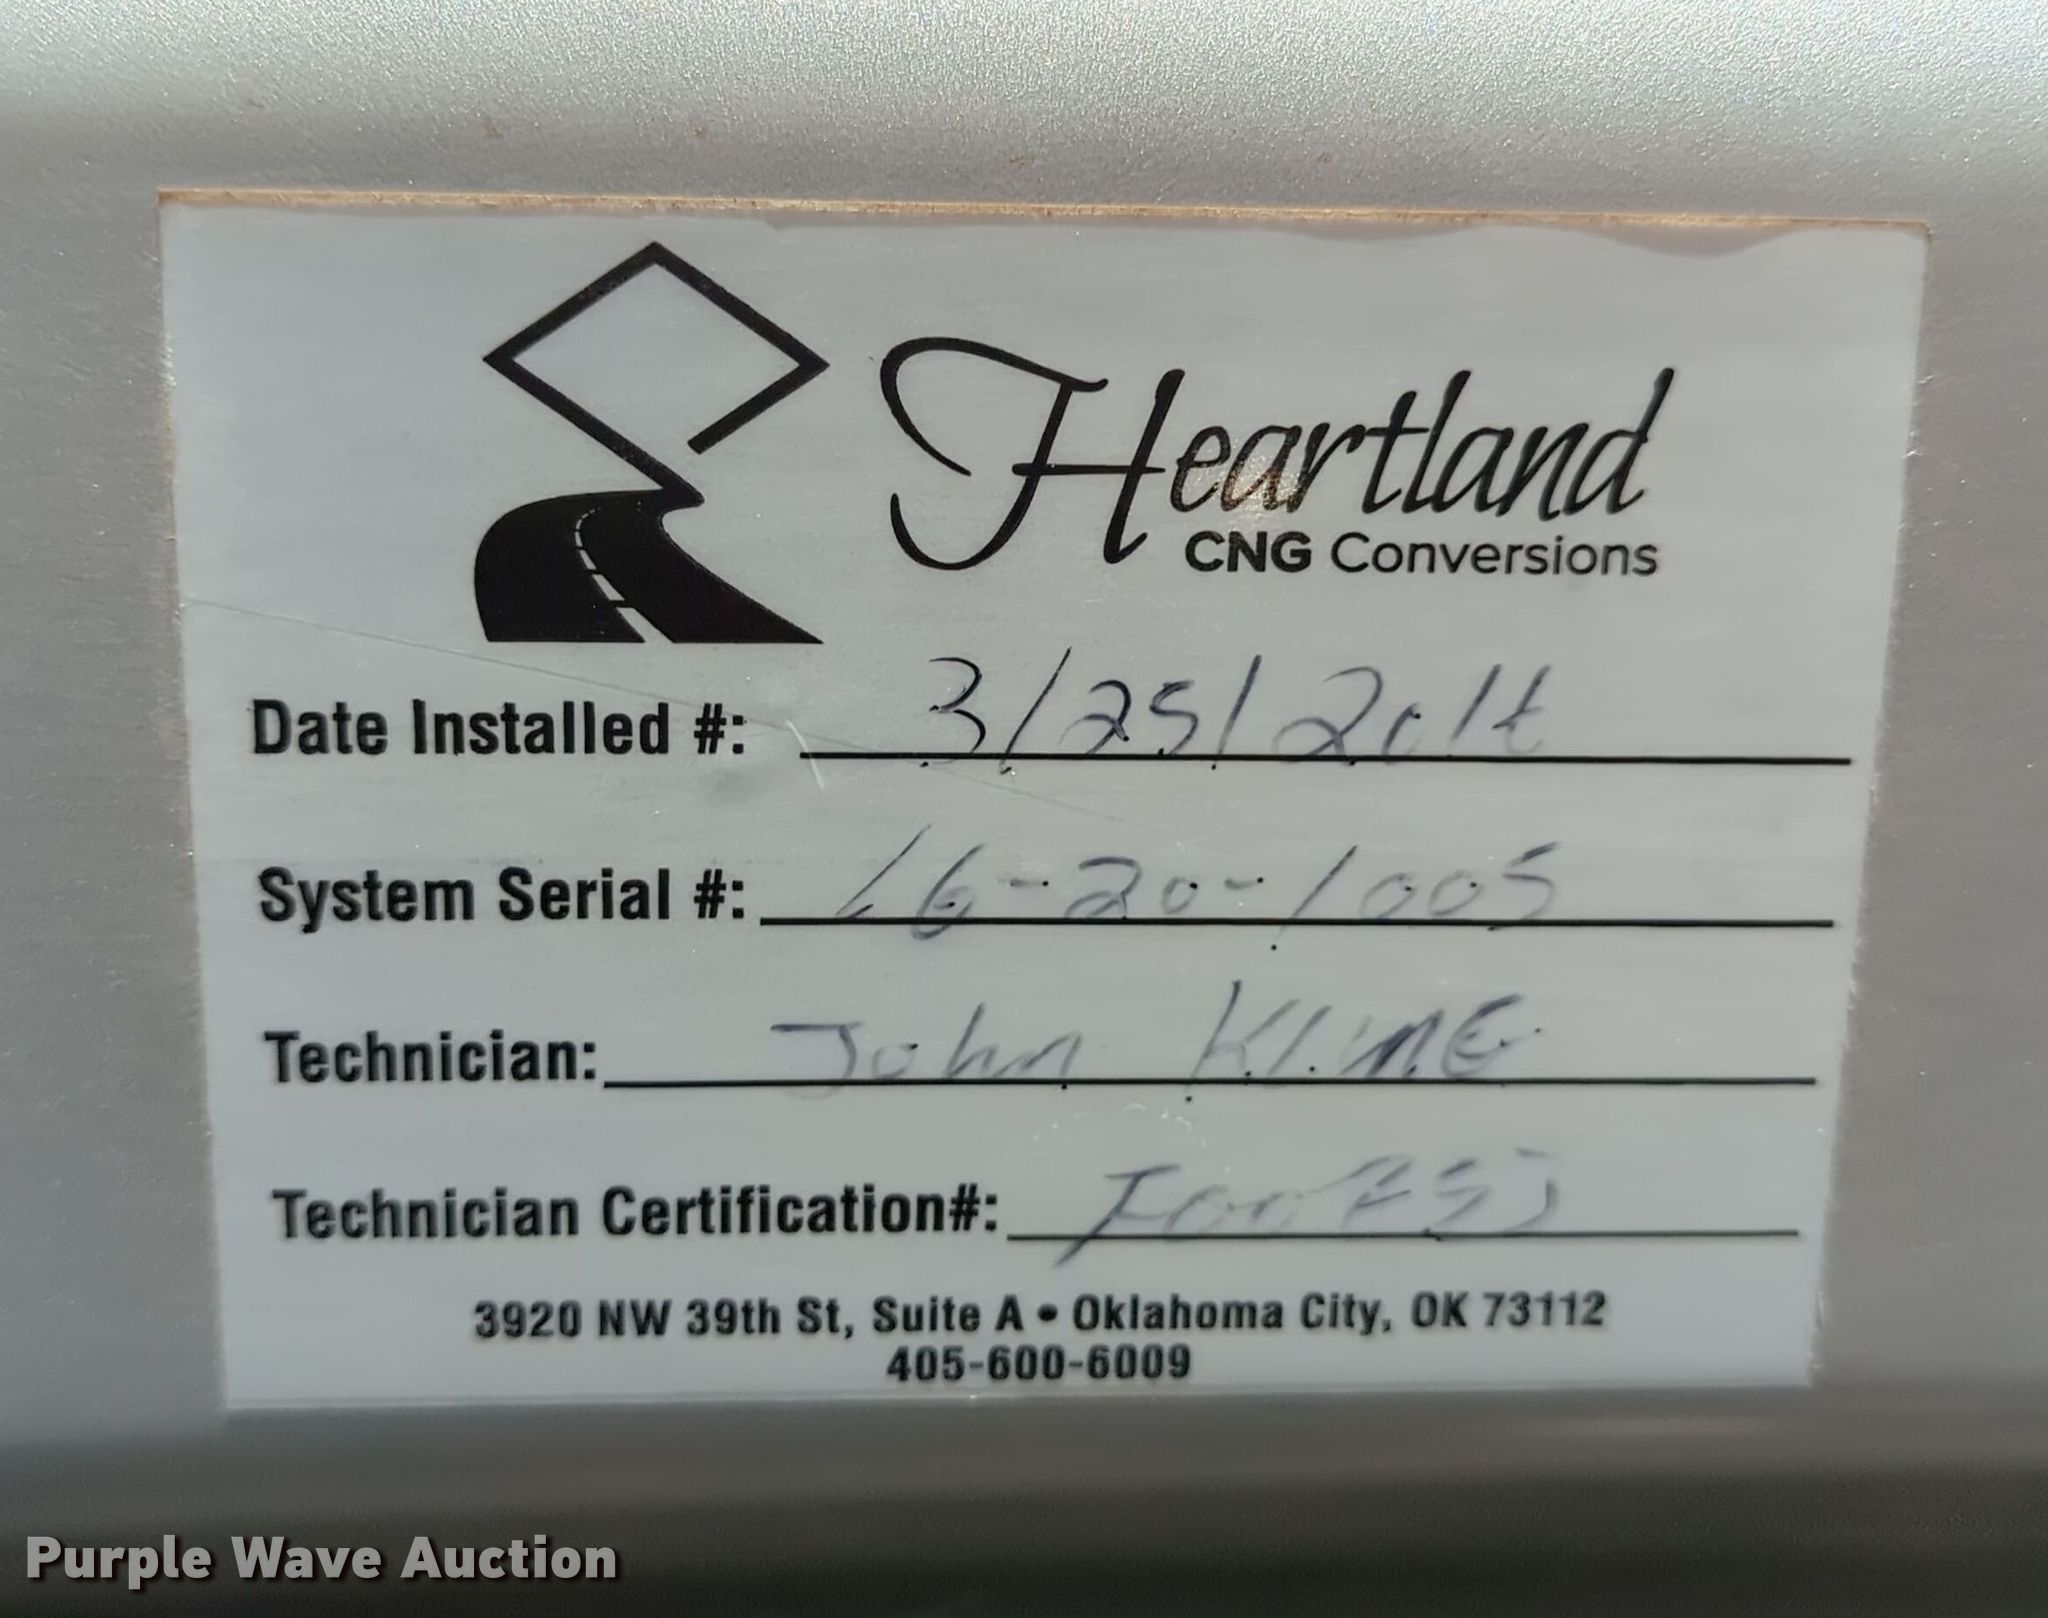 Heartland
CNG Conversions
Date Installed #: 3/25/2016
System Serial #: 16-20-1005
Technician: John KLINE
Technician Certification#:
3920 NW 39th St, Suite A • Oklahoma City, OK 73112
405-600-6009
Purple Wave Auction